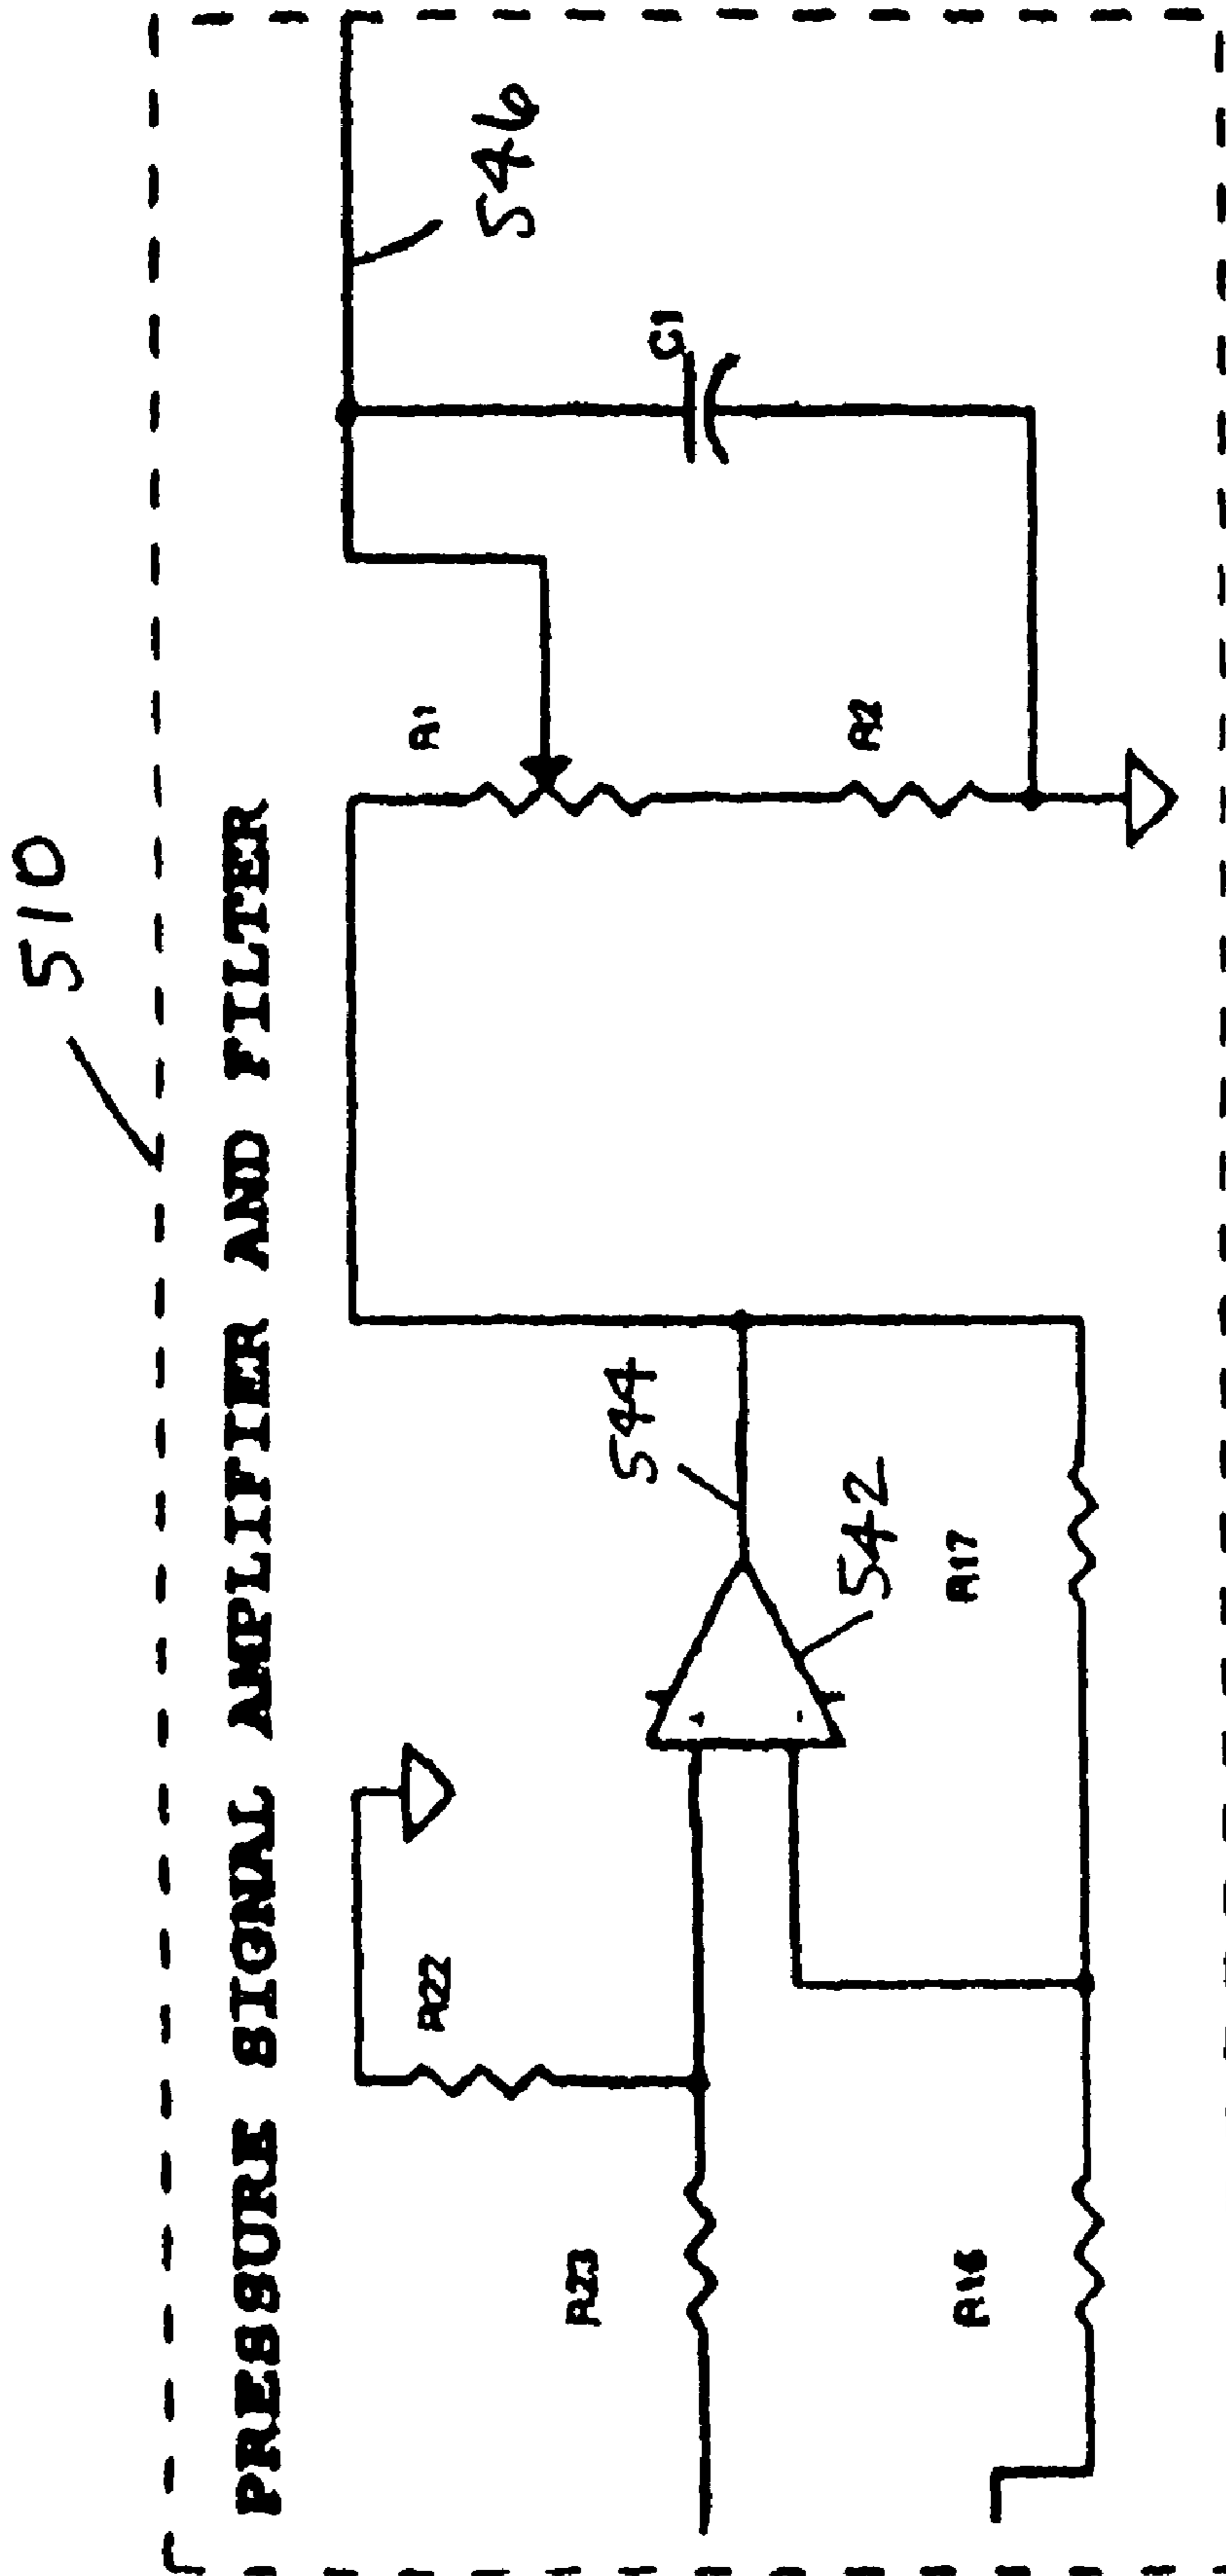 510
PRESSURE SIGNAL AMPLIFIER AND FILTER
546
R22
R1
C1
R23
544
542
R2
R16
R17